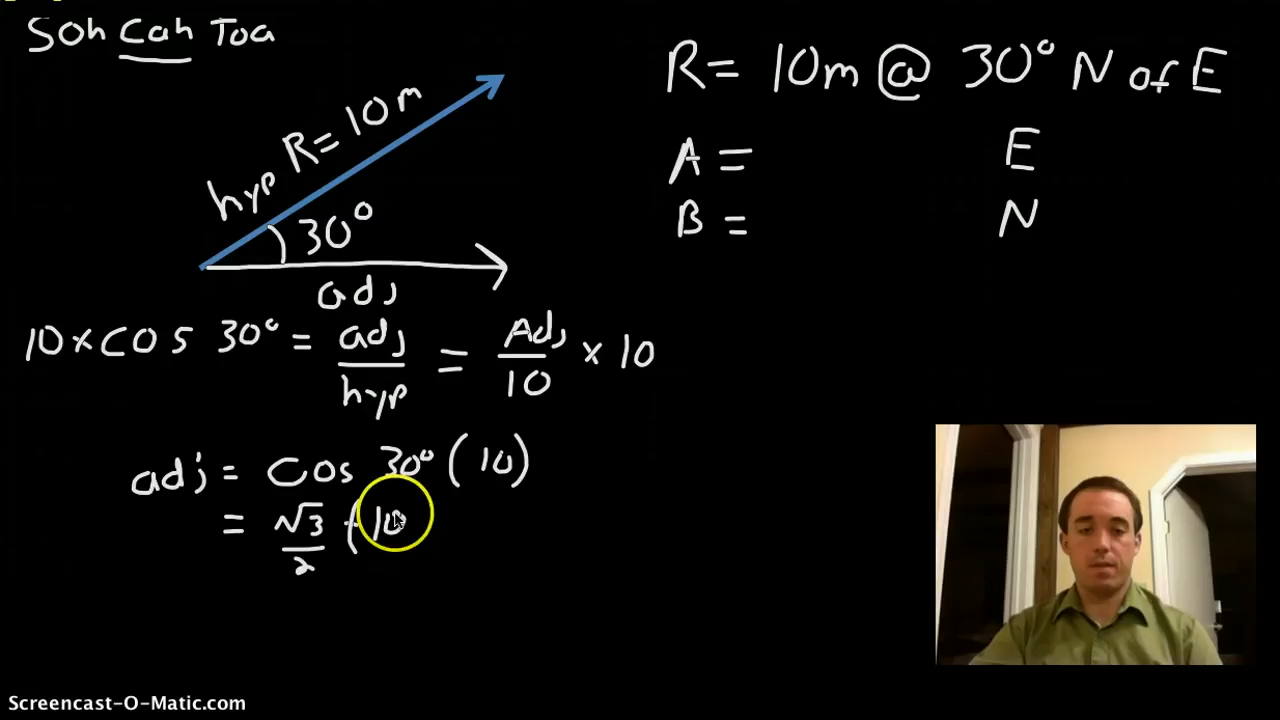 Soh Cah Toa
R = 10m @ 30° N of E
A = E
B = N
hyp R = 10m
30°
adj
10 × cos 30° = adj/hyp = Adj/10 × 10
adj = cos 30° (10)
= √3/2 (10
Screencast-O-Matic.com